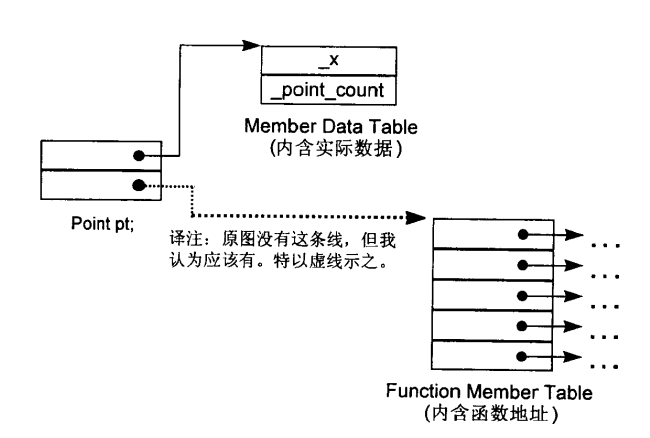 _x
_point_count
Member Data Table
(内含实际数据)
Point pt;
译注：原图没有这条线，但我
认为应该有。特以虚线示之。
...
...
...
...
...
Function Member Table
(内含函数地址)